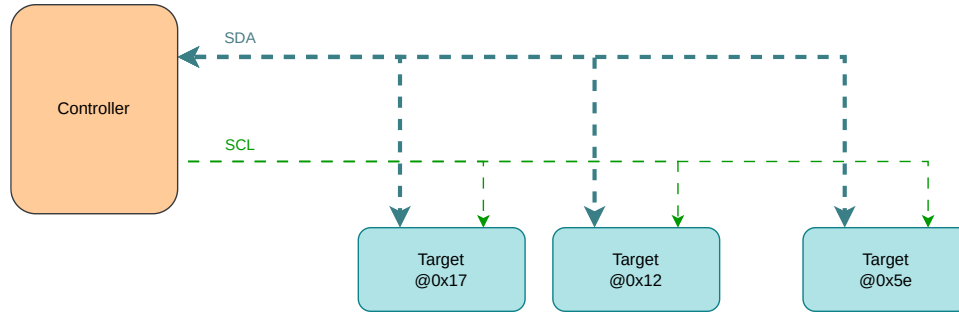 SDA
Controller
SCL
Target
@0x17
Target
@0x12
Target
@0x5e